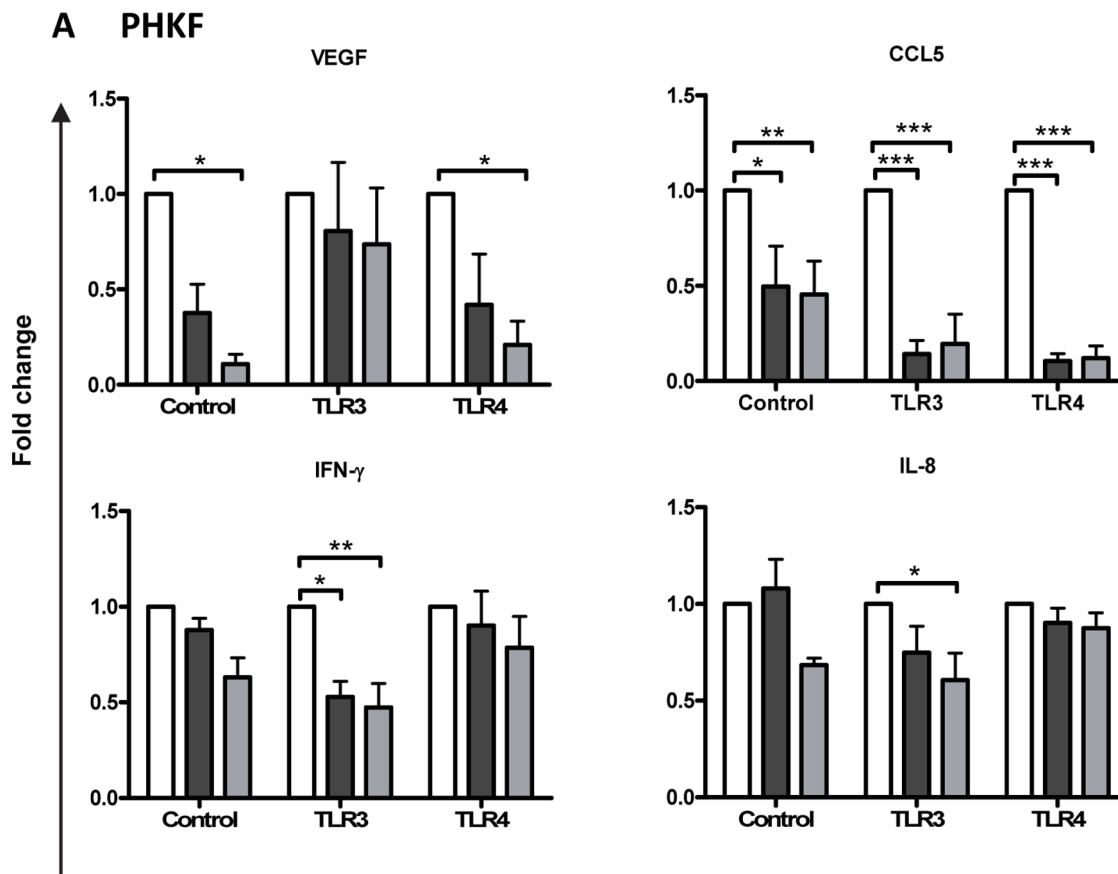 A PHKF
VEGF
1.5
1.0
0.5
0.0
*
*
Control TLR3 TLR4
CCL5
1.5
1.0
0.5
0.0
** *** ***
* *** ***
Control TLR3 TLR4
Fold change
IFN-γ
1.5
1.0
0.5
0.0
**
*
Control TLR3 TLR4
IL-8
1.5
1.0
0.5
0.0
*
Control TLR3 TLR4